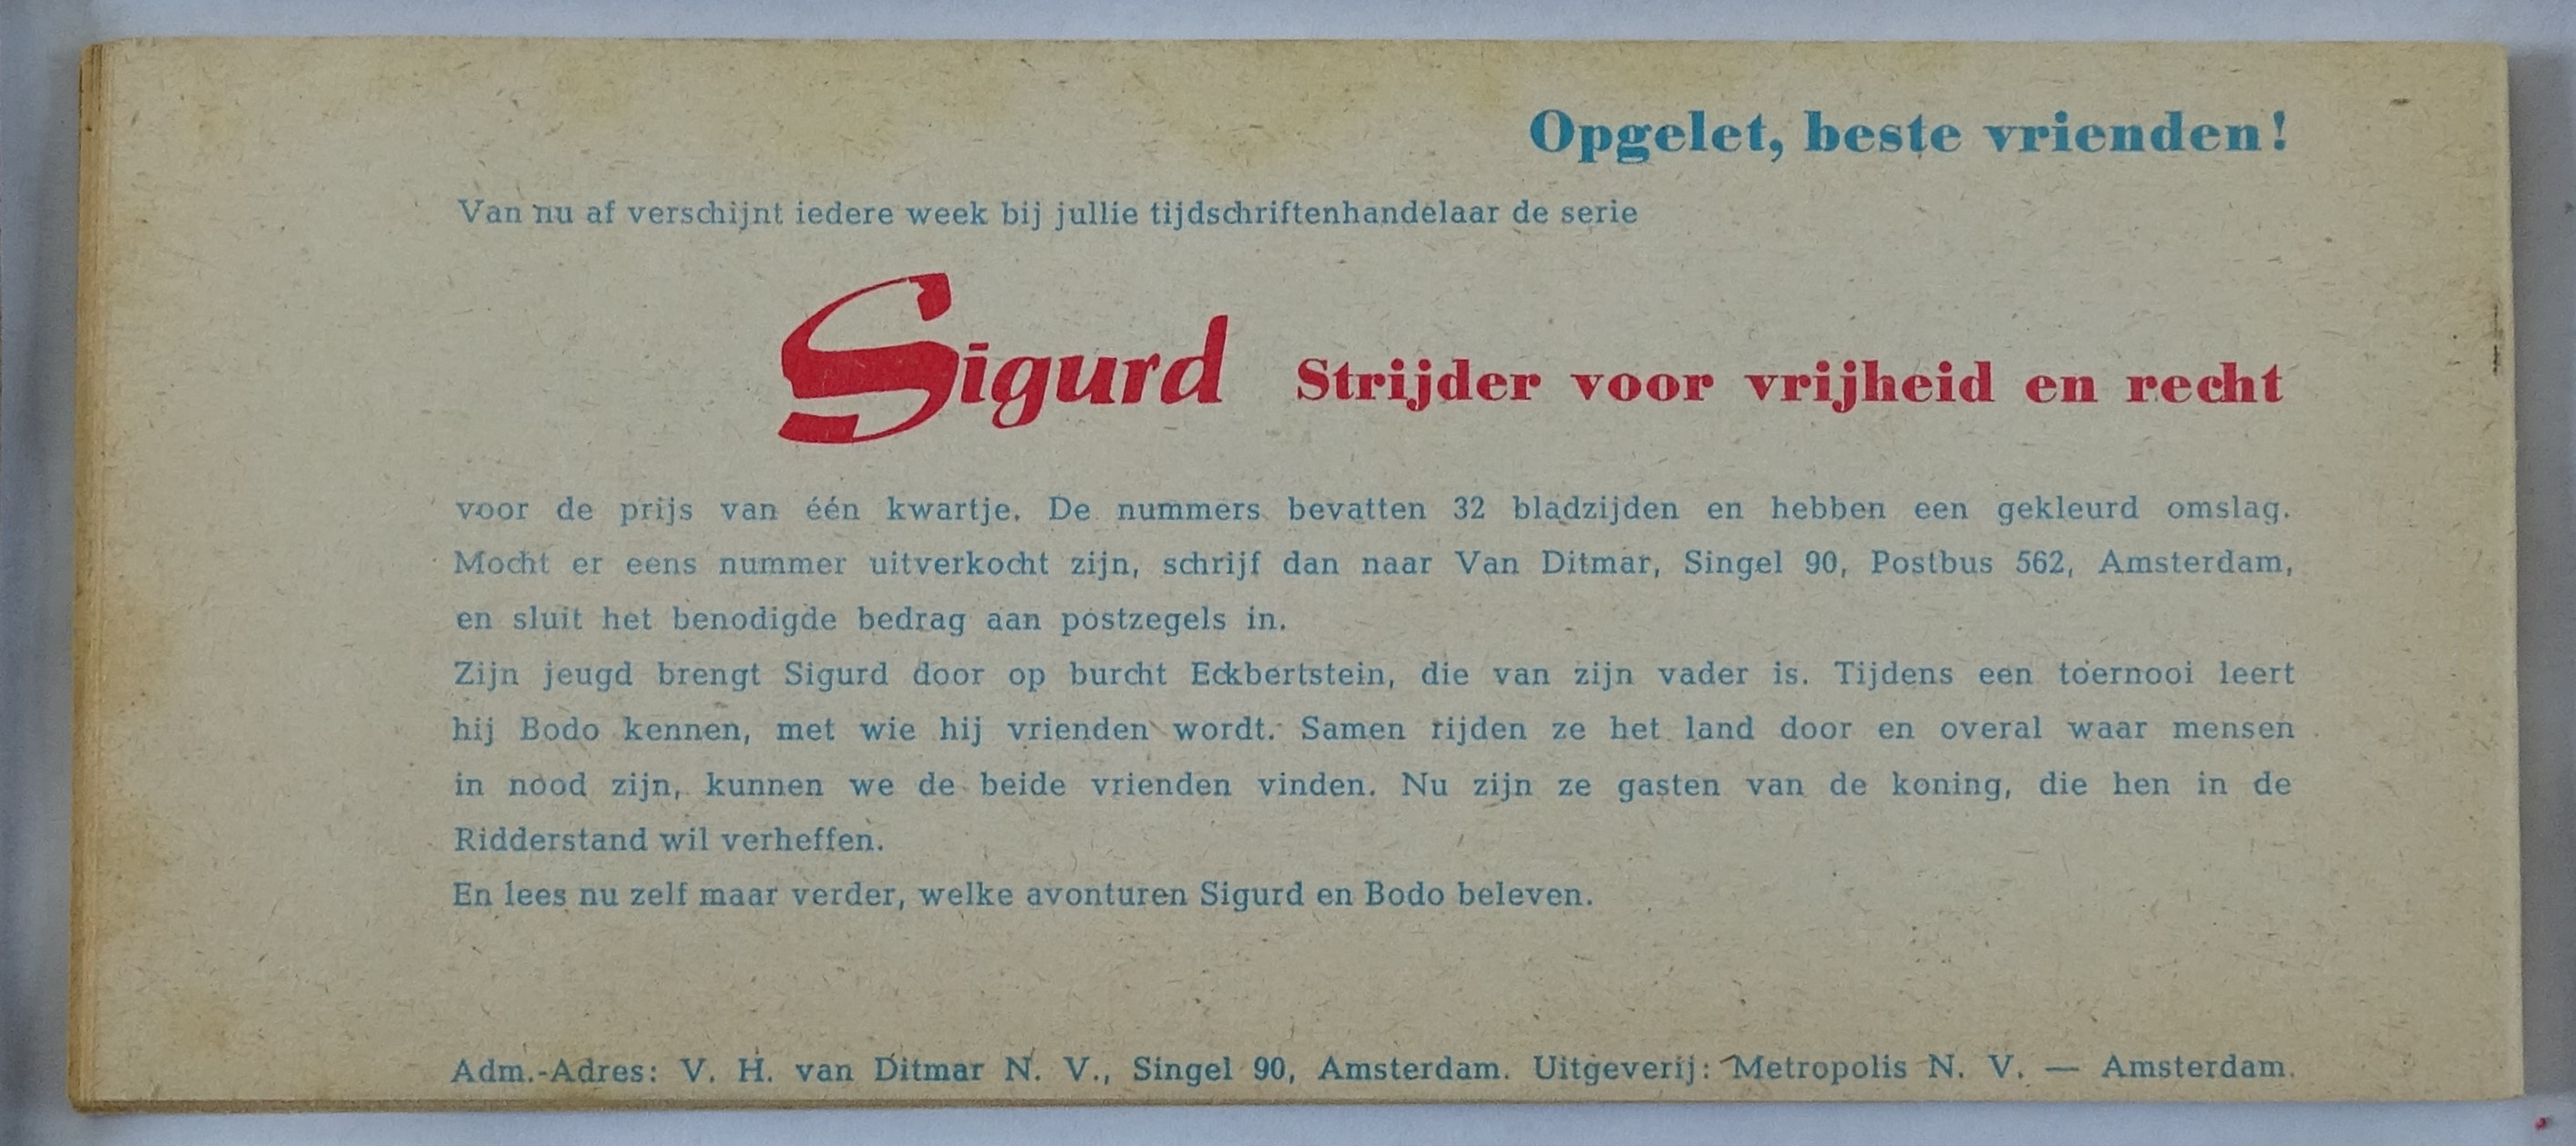 Opgelet, beste vrienden!
Van nu af verschijnt iedere week bij jullie tijdschriftenhandelaar de serie
Sigurd Strijder voor vrijheid en recht
voor de prijs van één kwartje. De nummers bevatten 32 bladzijden en hebben een gekleurd omslag.
Mocht er eens nummer uitverkocht zijn, schrijf dan naar Van Ditmar, Singel 90, Postbus 562, Amsterdam,
en sluit het benodigde bedrag aan postzegels in.
Zijn jeugd brengt Sigurd door op burcht Eckbertstein, die van zijn vader is. Tijdens een toernooi leert
hij Bodo kennen, met wie hij vrienden wordt. Samen rijden ze het land door en overal waar mensen
in nood zijn, kunnen we de beide vrienden vinden. Nu zijn ze gasten van de koning, die hen in de
Ridderstand wil verheffen.
En lees nu zelf maar verder, welke avonturen Sigurd en Bodo beleven.
Adm.-Adres: V. H. van Ditmar N. V., Singel 90, Amsterdam. Uitgeverij: Metropolis N. V. — Amsterdam.